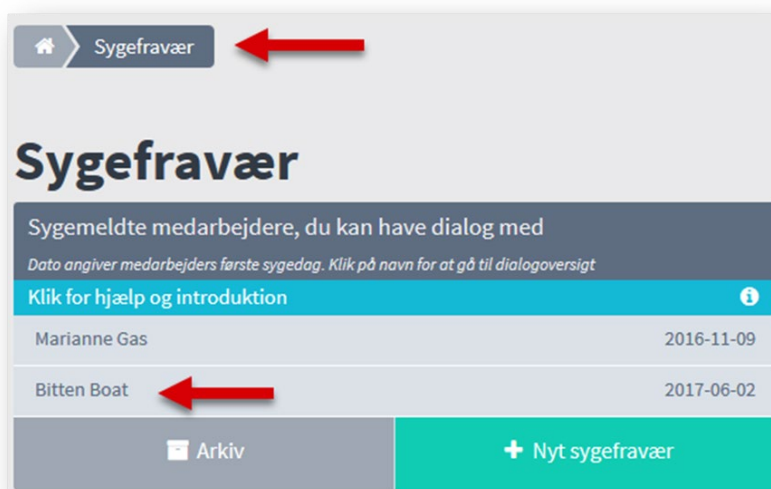 Sygefravær
Sygefravær
Sygemeldte medarbejdere, du kan have dialog med
Dato angiver medarbejders første sygedag. Klik på navn for at gå til dialogoversigt
Klik for hjælp og introduktion
Marianne Gas 2016-11-09
Bitten Boat 2017-06-02
Arkiv + Nyt sygefravær